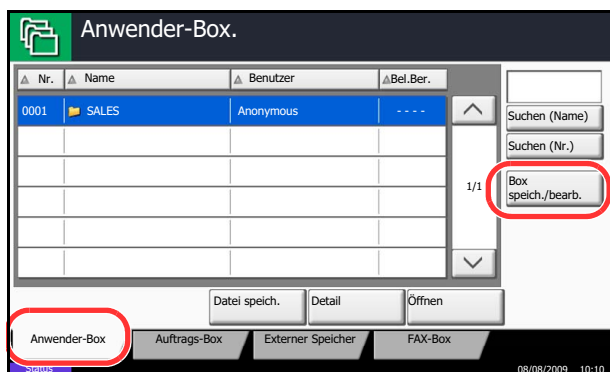 Anwender-Box.
Nr. Name Benutzer Bel.Ber.
0001 SALES Anonymous - - - -
Suchen (Name)
Suchen (Nr.)
1/1
Box
speich./bearb.
Datei speich. Detail Öffnen
Anwender-Box Auftrags-Box Externer Speicher FAX-Box
Status 08/08/2009 10:10